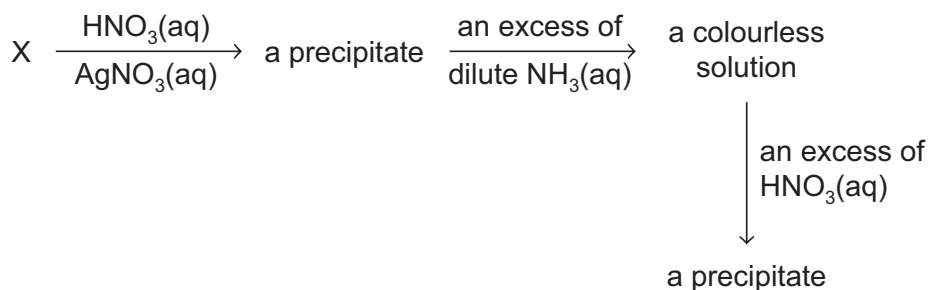 X
HNO₃(aq)
AgNO₃(aq)
a precipitate
an excess of
dilute NH₃(aq)
a colourless
solution
an excess of
HNO₃(aq)
a precipitate